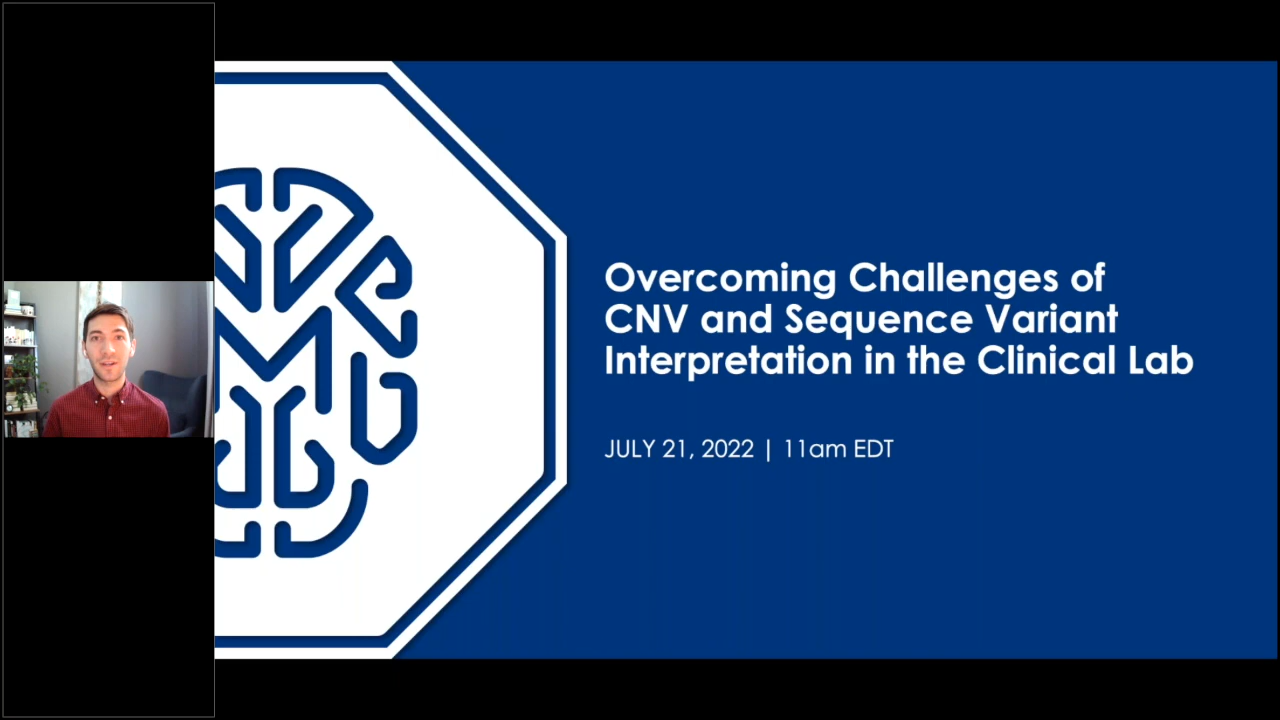 Overcoming Challenges of
CNV and Sequence Variant
Interpretation in the Clinical Lab
JULY 21, 2022 | 11am EDT